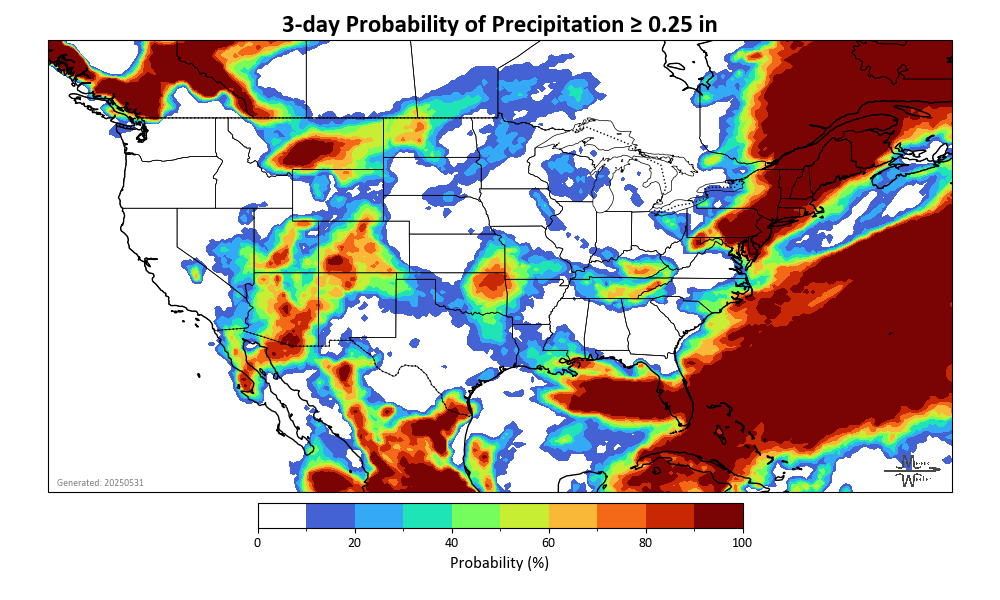 3-day Probability of Precipitation ≥ 0.25 in
Generated: 20250531
0 20 40 60 80 100
Probability (%)